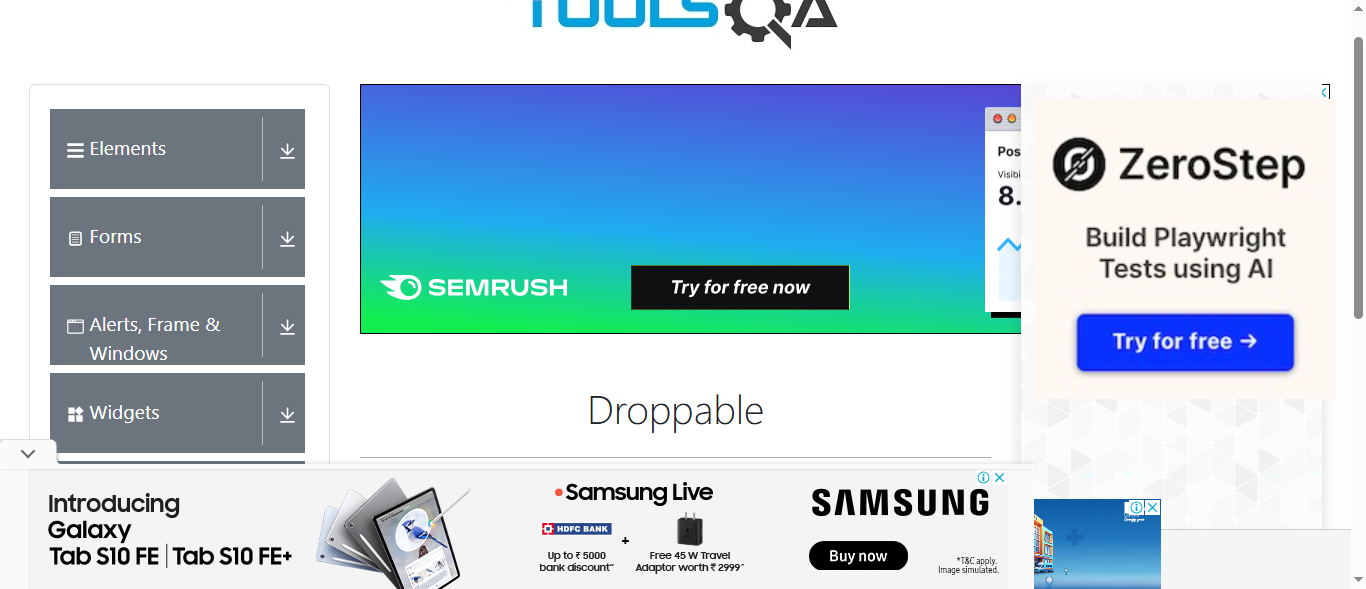 TOOLSQA
Elements
Forms
Alerts, Frame &
Windows
Widgets
SEMRUSH
Try for free now
Pos
Visibi
8.
ZeroStep
Build Playwright
Tests using AI
Try for free →
Droppable
Introducing
Galaxy
Tab S10 FE | Tab S10 FE+
Samsung Live
HDFC BANK
Up to ₹ 5000
bank discount*
+
Free 45 W Travel
Adaptor worth ₹ 2999*
SAMSUNG
Buy now
*T&C apply.
Image simulated.